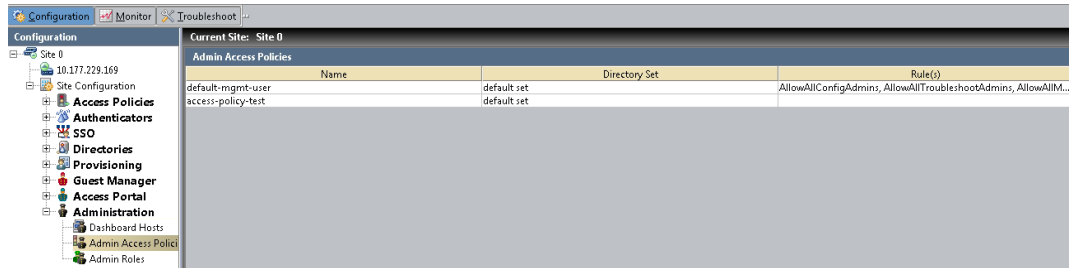 Configuration Monitor Troubleshoot
Configuration
Current Site: Site 0
Site 0
10.177.229.169
Site Configuration
Access Policies
Authenticators
SSO
Directories
Provisioning
Guest Manager
Access Portal
Administration
Dashboard Hosts
Admin Access Polici
Admin Roles
Admin Access Policies
Name Directory Set Rule(s)
default-mgmt-user default set AllowAllConfigAdmins, AllowAllTroubleshootAdmins, AllowAllM...
access-policy-test default set